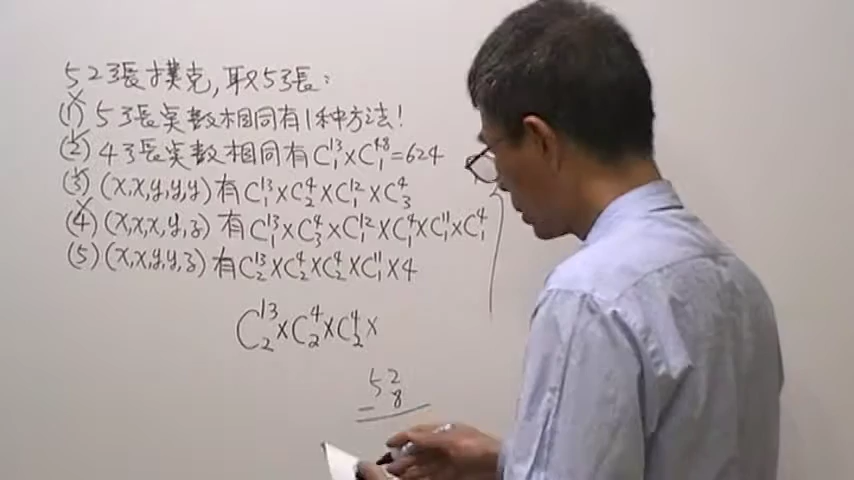 52張撲克,取5張:
(1) 5張點數相同有1种方法!
(2) 4張點數相同有C¹³₁×C⁴⁸₁=624
(3) (x,x,y,y,y)有C¹³₁×C⁴₂×C¹²₁×C⁴₃
(4) (x,x,x,y,z)有C¹³₁×C⁴₃×C¹²₁×C⁴₁×C¹¹₁×C⁴₁
(5) (x,x,y,y,z)有C¹³₂×C⁴₂×C⁴₂×C¹¹₁×4
C¹³₂×C⁴₂×C⁴₂×
52
- 8